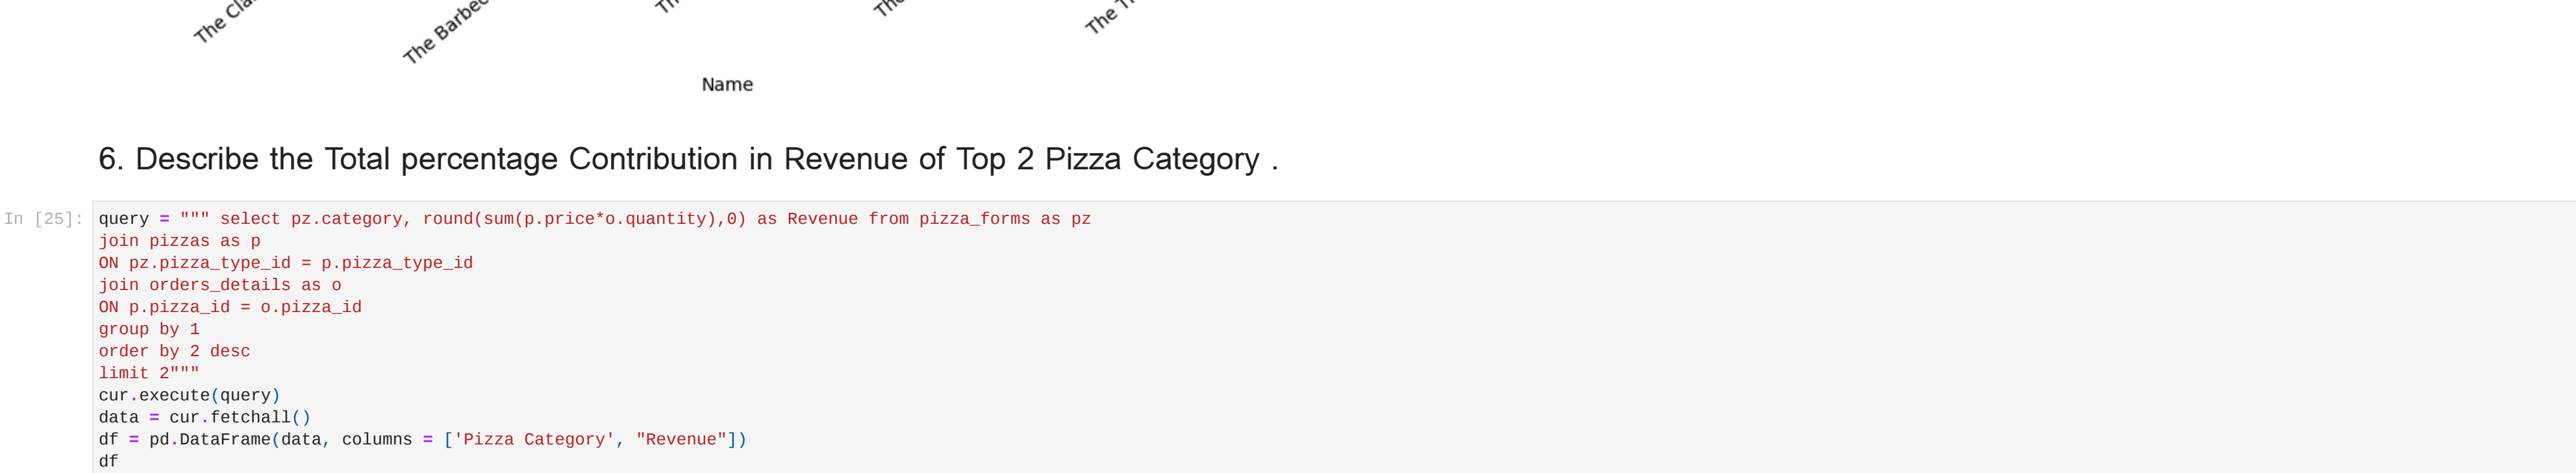 The
The
The
Name
6. Describe the Total percentage Contribution in Revenue of Top 2 Pizza Category .
In [25]:
query = """ select pz.category, round(sum(p.price*o.quantity),0) as Revenue from pizza_forms as pz
join pizzas as p
ON pz.pizza_type_id = p.pizza_type_id
join orders_details as o
ON p.pizza_id = o.pizza_id
group by 1
order by 2 desc
limit 2"""
cur.execute(query)
data = cur.fetchall()
df = pd.DataFrame(data, columns = ['Pizza Category', "Revenue"])
df